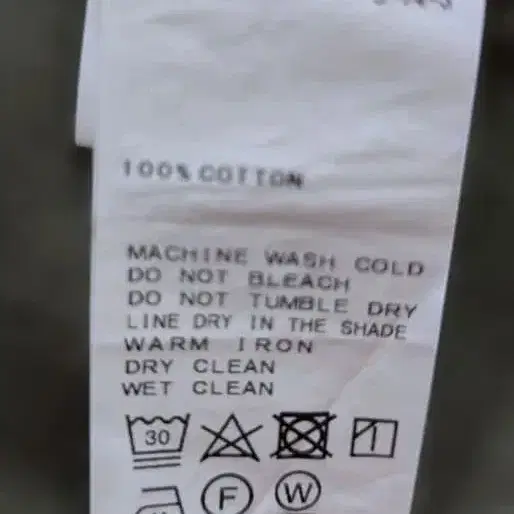 100% COTTON
MACHINE WASH COLD
DO NOT BLEACH
DO NOT TUMBLE DRY
LINE DRY IN THE SHADE
WARM IRON
DRY CLEAN
WET CLEAN
30
F W